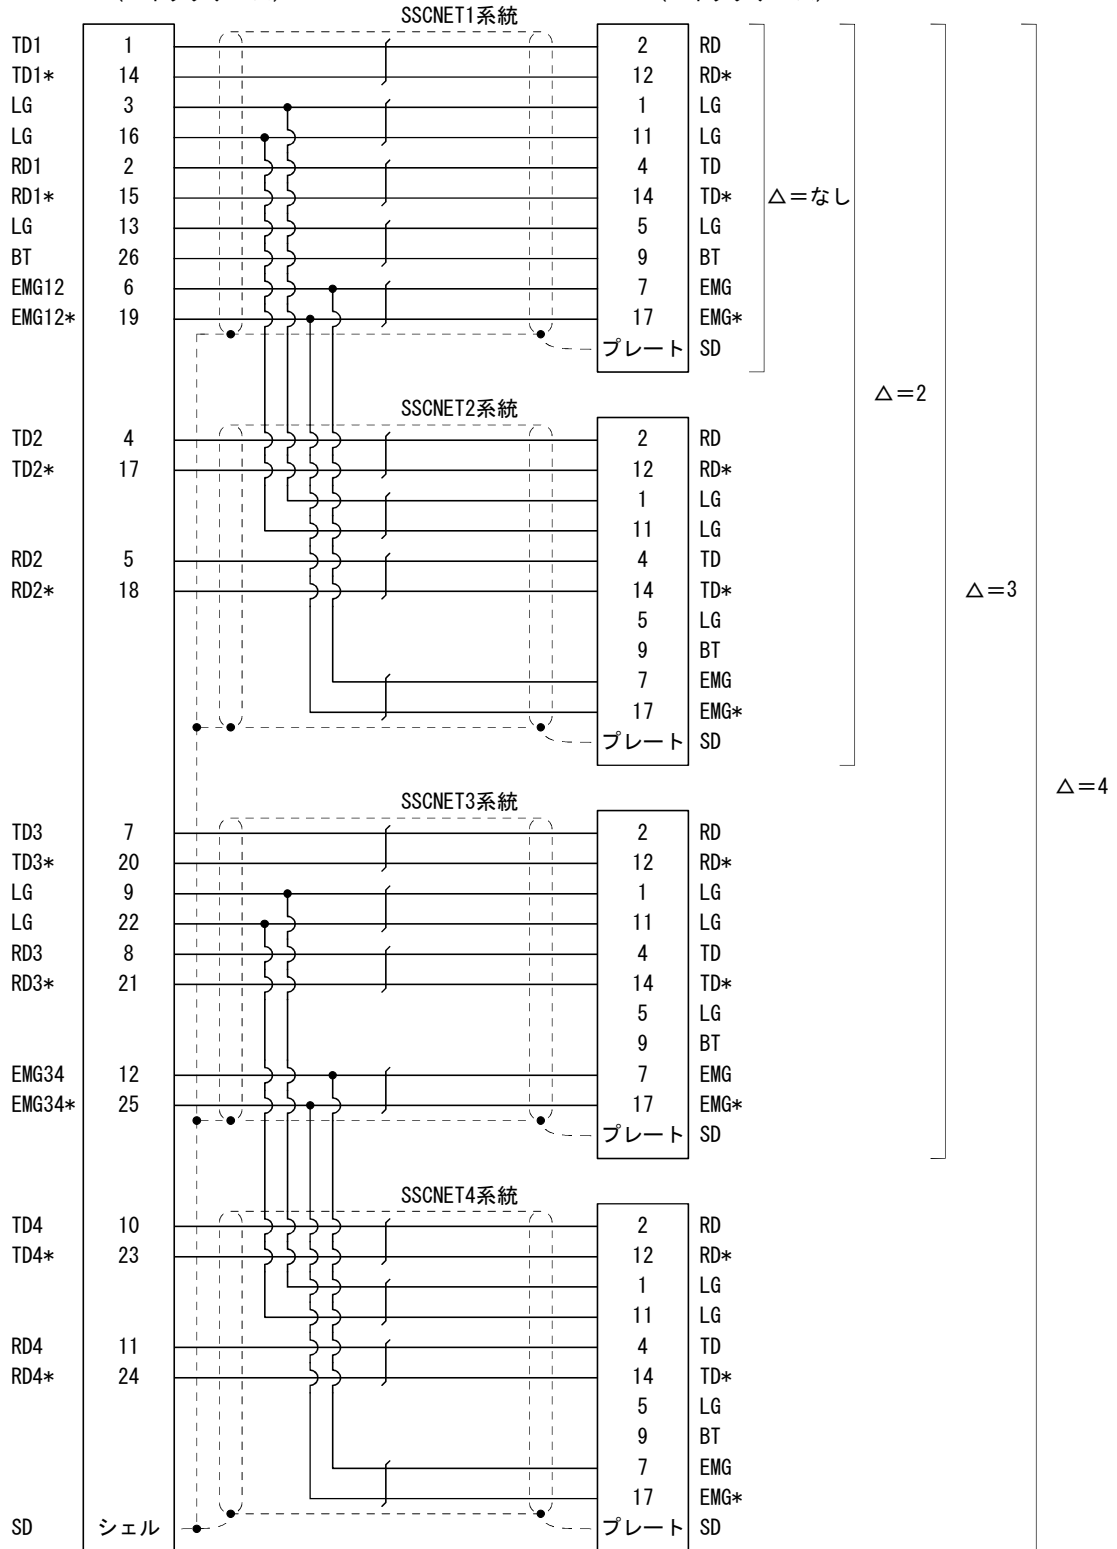 SSCNET1系統
TD1 1 2 RD
TD1* 14 12 RD*
LG 3 1 LG
LG 16 11 LG
RD1 2 4 TD
RD1* 15 14 TD* △=なし
LG 13 5 LG
BT 26 9 BT
EMG12 6 7 EMG
EMG12* 19 17 EMG*
プレート SD
△=2
SSCNET2系統
TD2 4 2 RD
TD2* 17 12 RD*
1 LG
11 LG
RD2 5 4 TD
RD2* 18 14 TD* △=3
5 LG
9 BT
7 EMG
17 EMG*
プレート SD
△=4
SSCNET3系統
TD3 7 2 RD
TD3* 20 12 RD*
LG 9 1 LG
LG 22 11 LG
RD3 8 4 TD
RD3* 21 14 TD*
5 LG
9 BT
EMG34 12 7 EMG
EMG34* 25 17 EMG*
プレート SD
SSCNET4系統
TD4 10 2 RD
TD4* 23 12 RD*
1 LG
11 LG
RD4 11 4 TD
RD4* 24 14 TD*
5 LG
9 BT
7 EMG
17 EMG*
SD シェル プレート SD